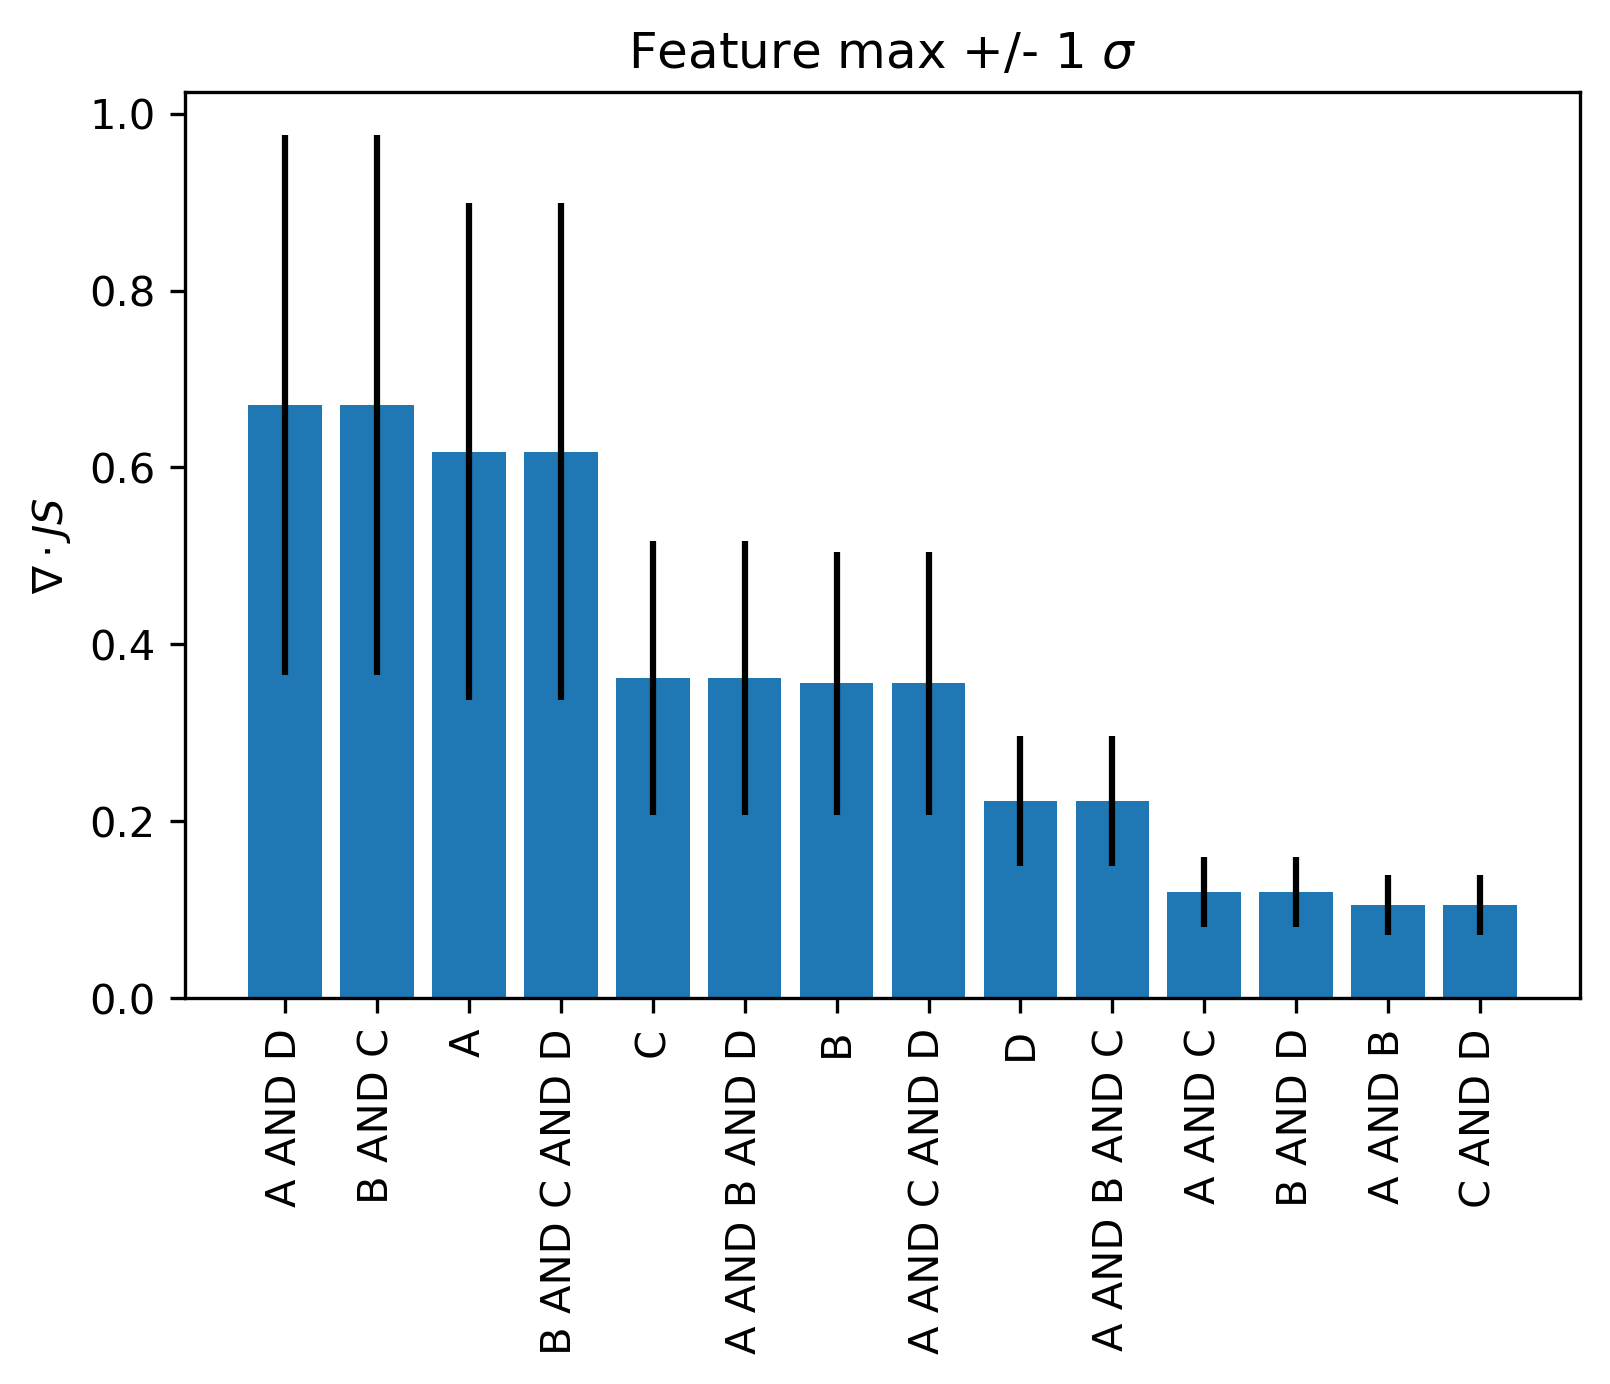 Feature max +/- 1 σ
1.0
0.8
0.6
0.4
0.2
0.0
∇ · JS
A AND D
B AND C
A
B AND C AND D
C
A AND B AND D
B
A AND C AND D
D
A AND B AND C
A AND C
B AND D
A AND B
C AND D